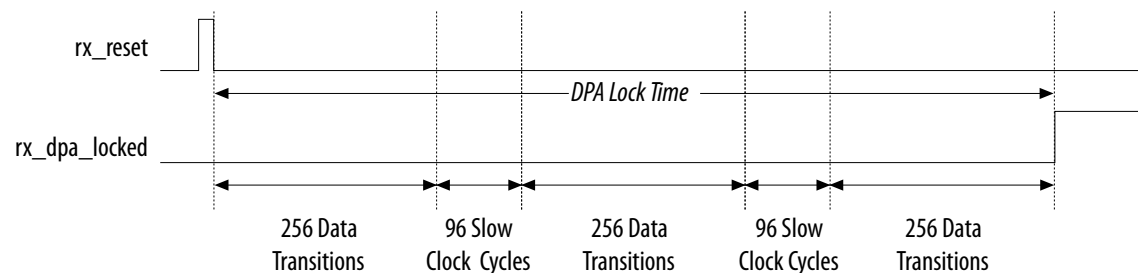 rx_reset
DPA Lock Time
rx_dpa_locked
256 Data
Transitions
96 Slow
Clock Cycles
256 Data
Transitions
96 Slow
Clock Cycles
256 Data
Transitions